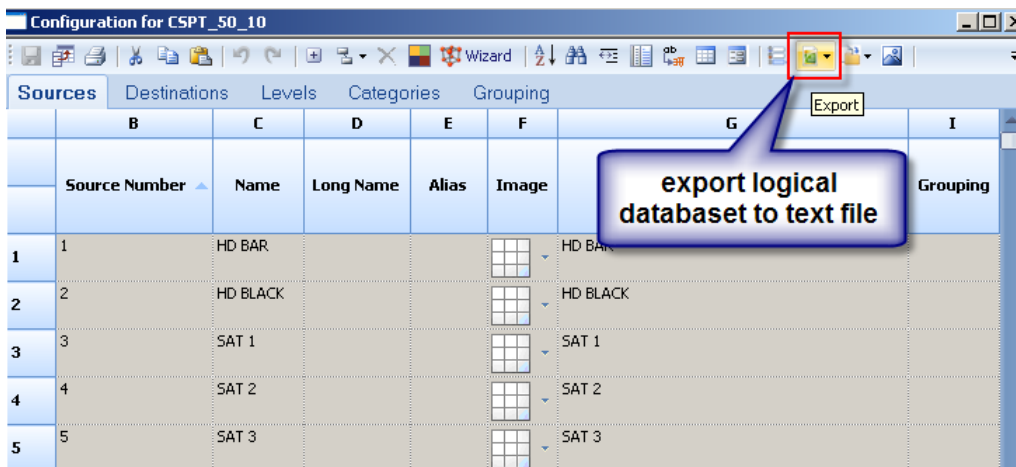 Configuration for CSPT_50_10
Wizard
Sources Destinations Levels Categories Grouping
Export
B C D E F G I
Source Number Name Long Name Alias Image Grouping
export logical
databaset to text file
1 1 HD BAR HD BAR
2 2 HD BLACK HD BLACK
3 3 SAT 1 SAT 1
4 4 SAT 2 SAT 2
5 5 SAT 3 SAT 3